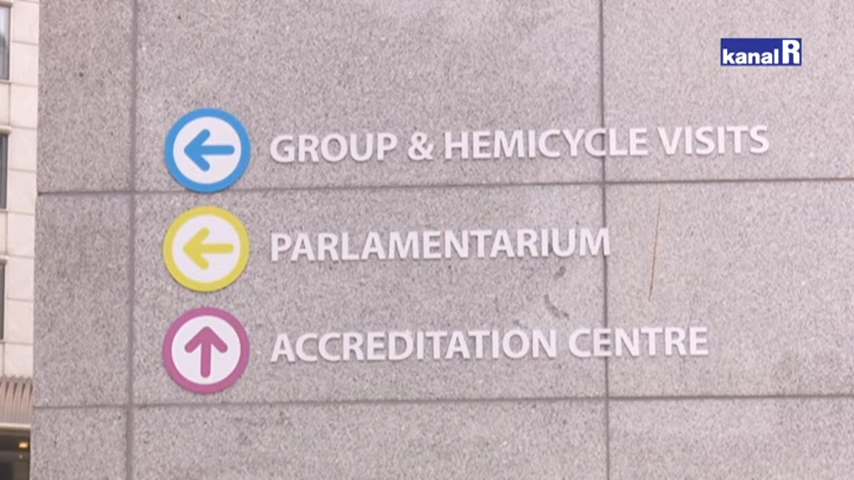 kanal R
GROUP & HEMICYCLE VISITS
PARLAMENTARIUM
ACCREDITATION CENTRE